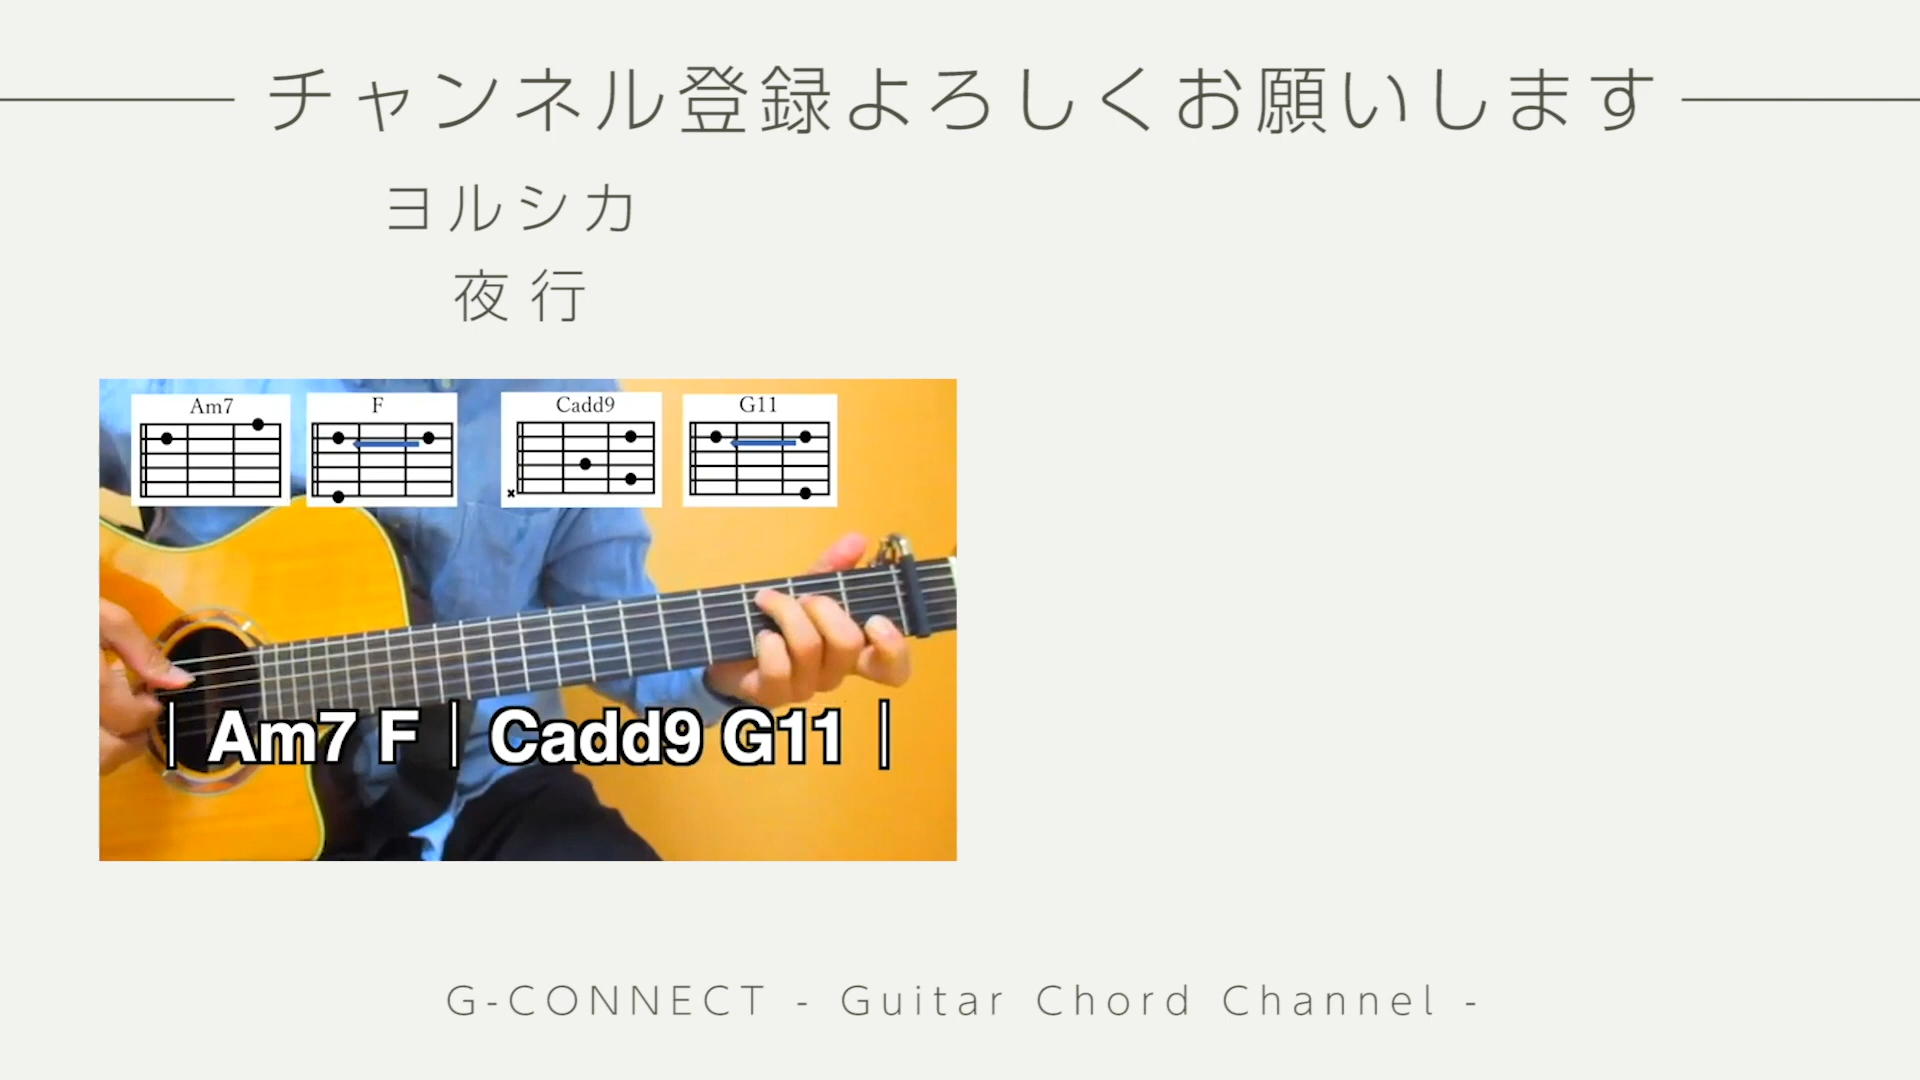 チャンネル登録よろしくお願いします
ヨルシカ
夜行
Am7 F Cadd9 G11
x
| Am7 F | Cadd9 G11 |
G-CONNECT - Guitar Chord Channel -